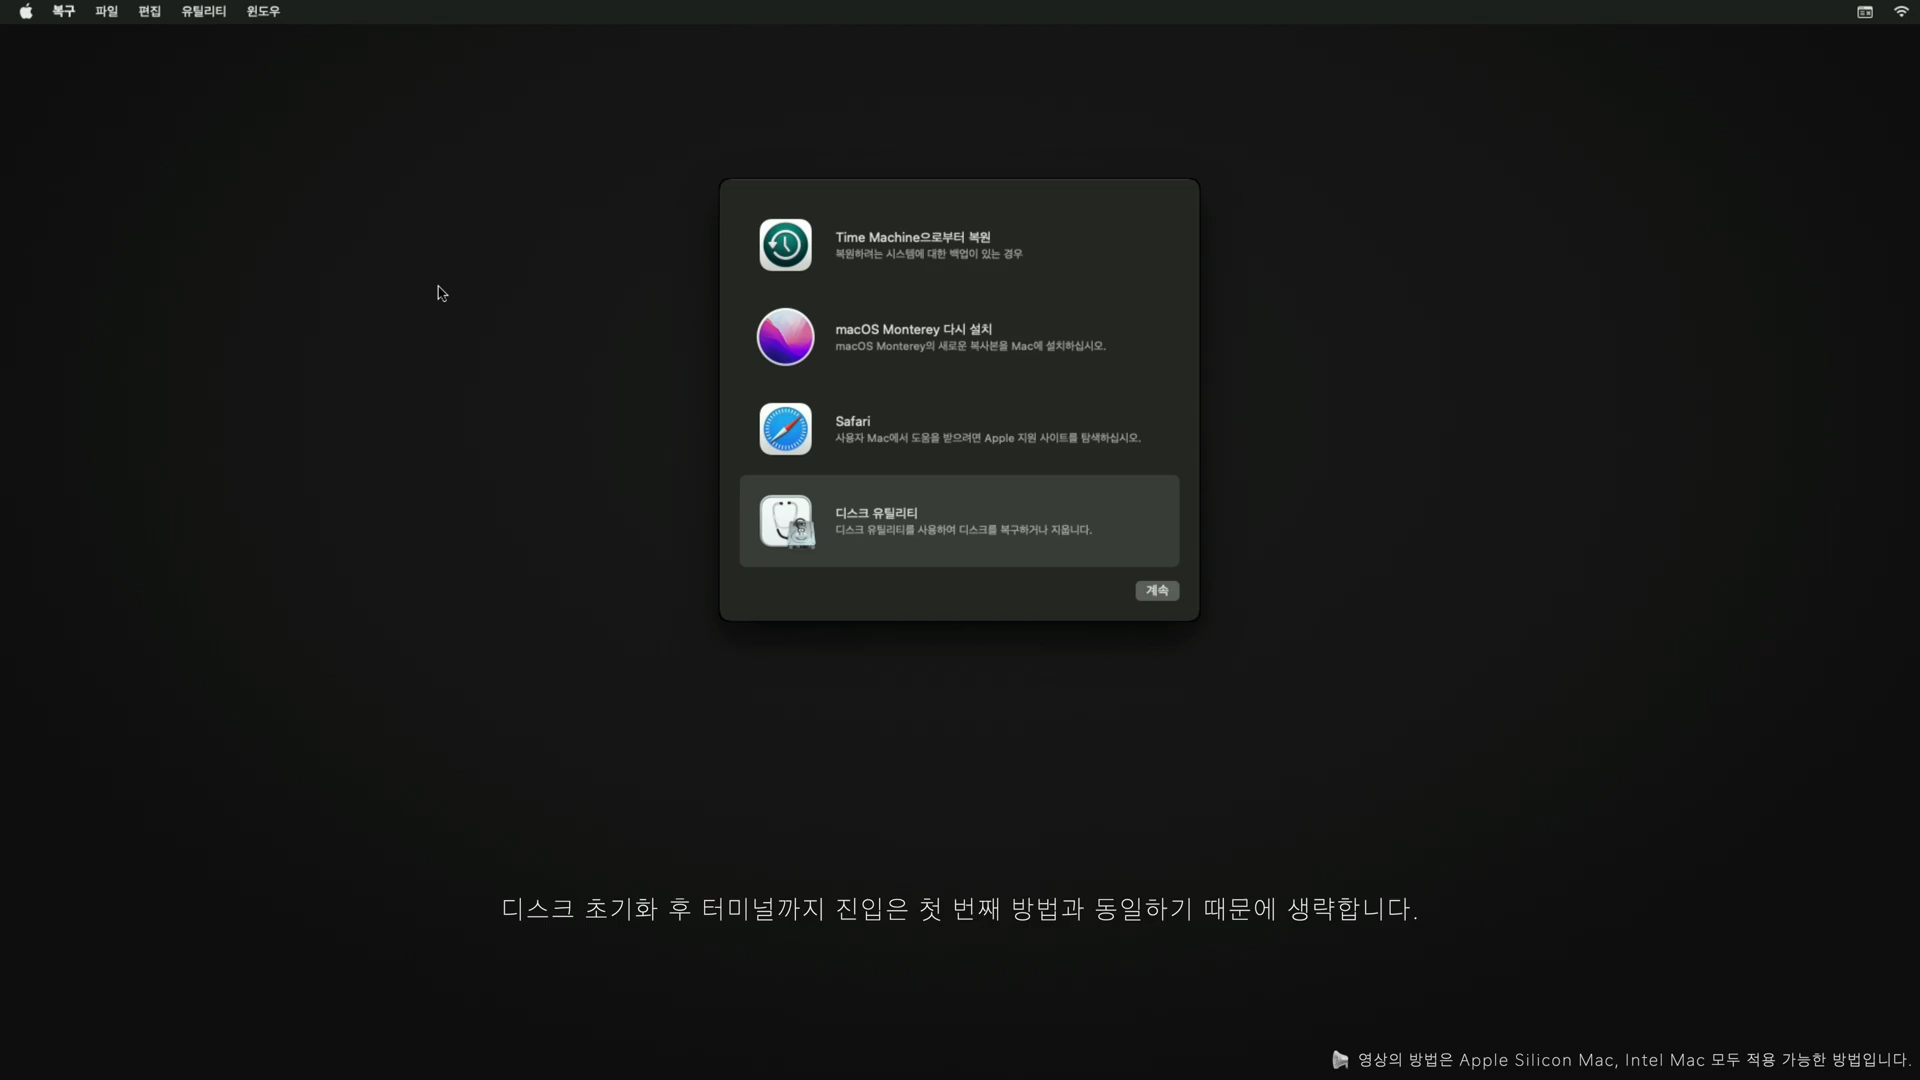 복구 파일 편집 유틸리티 윈도우
Time Machine으로부터 복원
복원하려는 시스템에 대한 백업이 있는 경우
macOS Monterey 다시 설치
macOS Monterey의 새로운 복사본을 Mac에 설치하십시오.
Safari
사용자 Mac에서 도움을 받으려면 Apple 지원 사이트를 탐색하십시오.
디스크 유틸리티
디스크 유틸리티를 사용하여 디스크를 복구하거나 지웁니다.
계속
디스크 초기화 후 터미널까지 진입은 첫 번째 방법과 동일하기 때문에 생략합니다.
영상의 방법은 Apple Silicon Mac, Intel Mac 모두 적용 가능한 방법입니다.